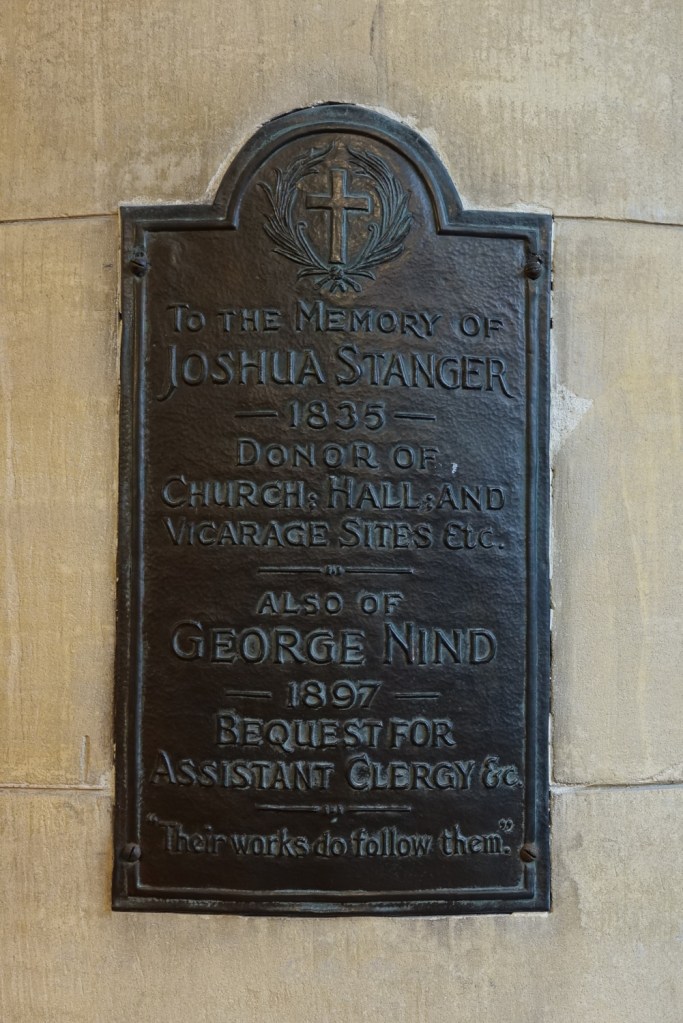 To the Memory of
Joshua Stanger
— 1835 —
Donor of
Church; Hall; and
Vicarage Sites Etc.
also of
George Nind
— 1897 —
Bequest for
Assistant Clergy &c.
"Their works do follow them."